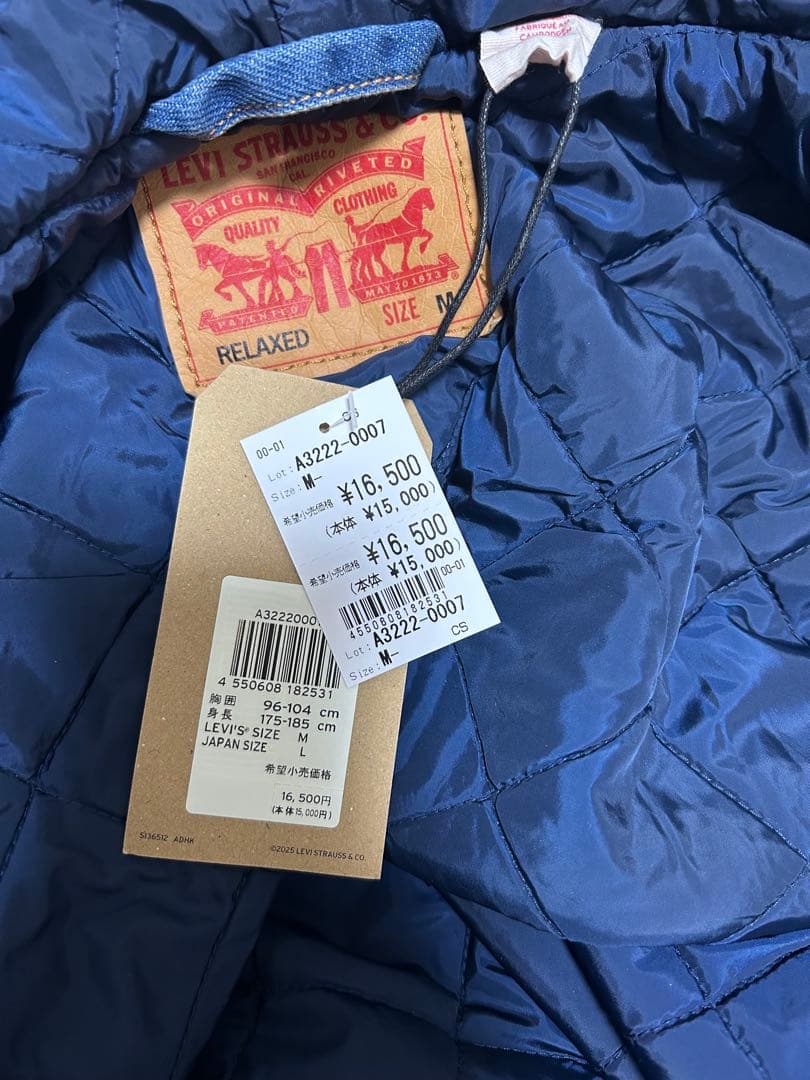 FABRIQUÉ A
CAMBODGE
LEVI STRAUSS & CO.
SAN FRANCISCO
CAL.
ORIGINAL RIVETED
QUALITY CLOTHING
PATENTED
MAY 20 1873
SIZE M
RELAXED
CS
00-01
Lot: A3222-0007
Size: M-
希望小売価格 ¥16,500
(本体 ¥15,000)
希望小売価格 ¥16,500
(本体 ¥15,000)
00-01
4550608182531
Lot: A3222-0007
Size: M-
CS
4 550608 182531
胸囲 96-104 cm
身長 175-185 cm
LEVI'S® SIZE M
JAPAN SIZE L
希望小売価格
16,500円
(本体15,000円)
S136512 ADHK
©2025 LEVI STRAUSS & CO.